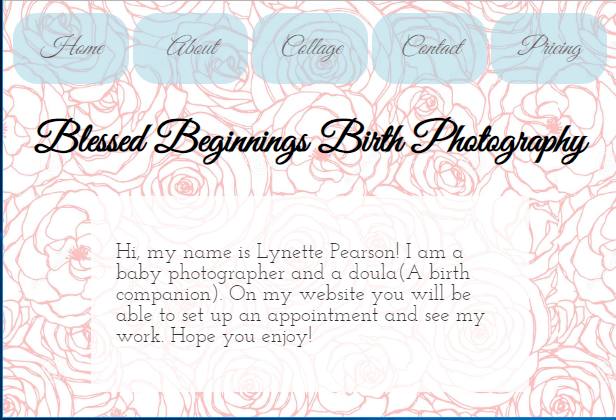 Home About Collage Contact Pricing
Blessed Beginnings Birth Photography
Hi, my name is Lynette Pearson! I am a
baby photographer and a doula(A birth
companion). On my website you will be
able to set up an appointment and see my
work. Hope you enjoy!